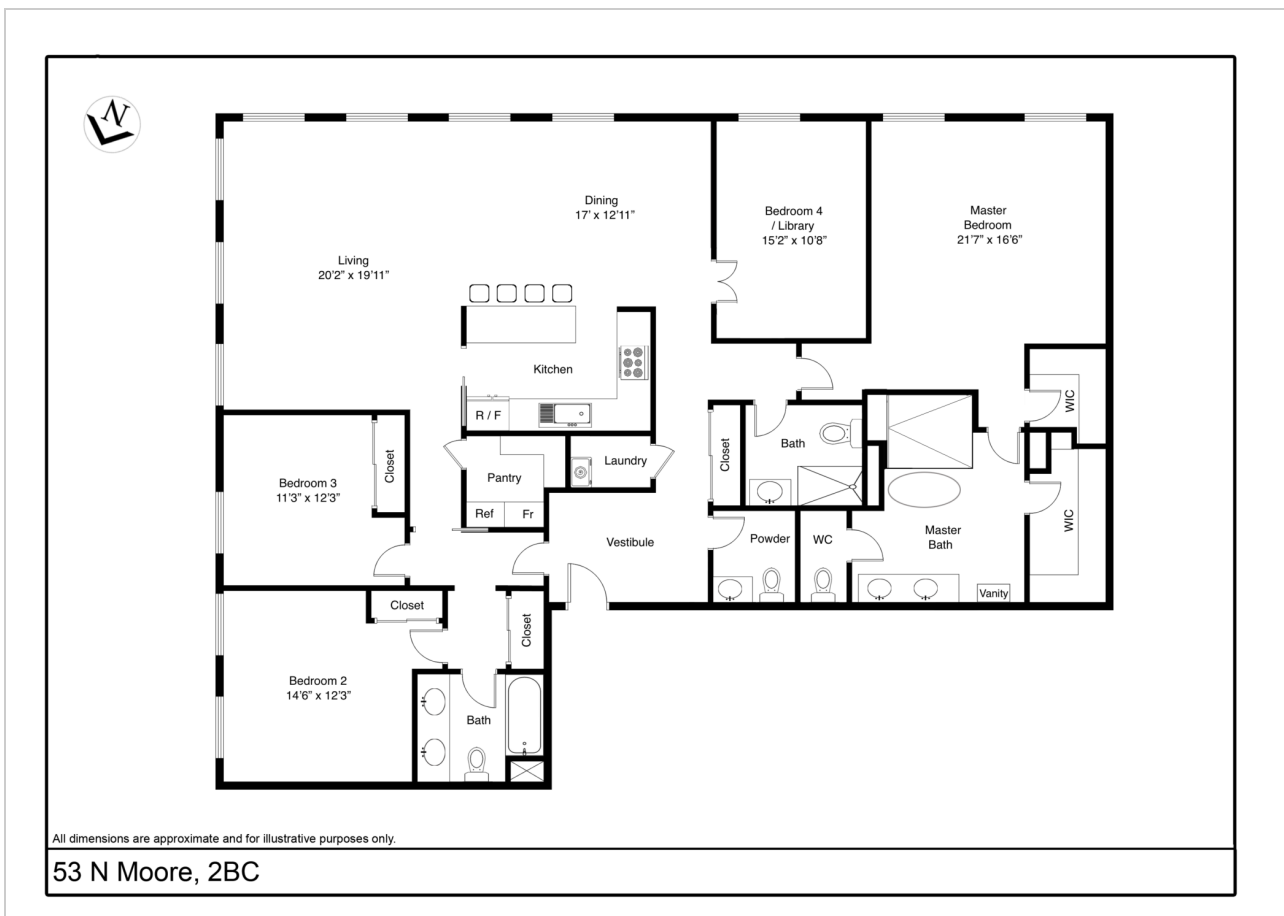 N
Dining
17’ x 12’11”
Bedroom 4
/ Library
15’2” x 10’8”
Master
Bedroom
21’7” x 16’6”
Living
20’2” x 19’11”
Kitchen
R / F
WIC
Closet
Bath
Closet
Laundry
Pantry
Bedroom 3
11’3” x 12’3”
Ref
Fr
WIC
Master
Bath
Vestibule
Powder
WC
Vanity
Closet
Closet
Bedroom 2
14’6” x 12’3”
Bath
All dimensions are approximate and for illustrative purposes only.
53 N Moore, 2BC